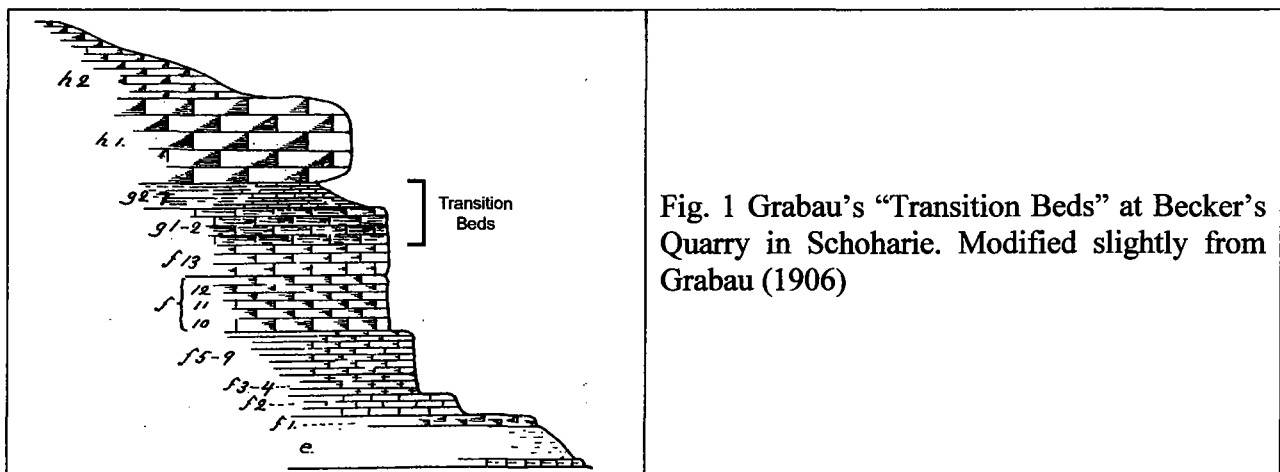 h2
h1.
g2-
Transition
Beds
g1-2
f13
f
12
11
10
f5-9
f3-4
f2
f1.
e.
Fig. 1 Grabau's “Transition Beds” at Becker's
Quarry in Schoharie. Modified slightly from
Grabau (1906)